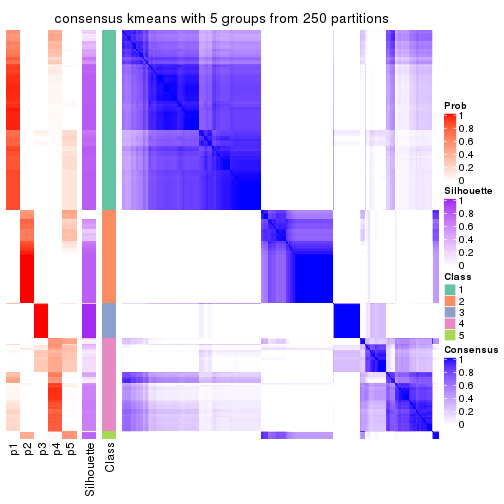 consensus kmeans with 5 groups from 250 partitions
Prob
1
0.8
0.6
0.4
0.2
0
Silhouette
1
0.8
0.6
0.4
0.2
0
Class
1
2
3
4
5
Consensus
1
0.8
0.6
0.4
0.2
0
p1
p2
p3
p4
p5
Silhouette
Class